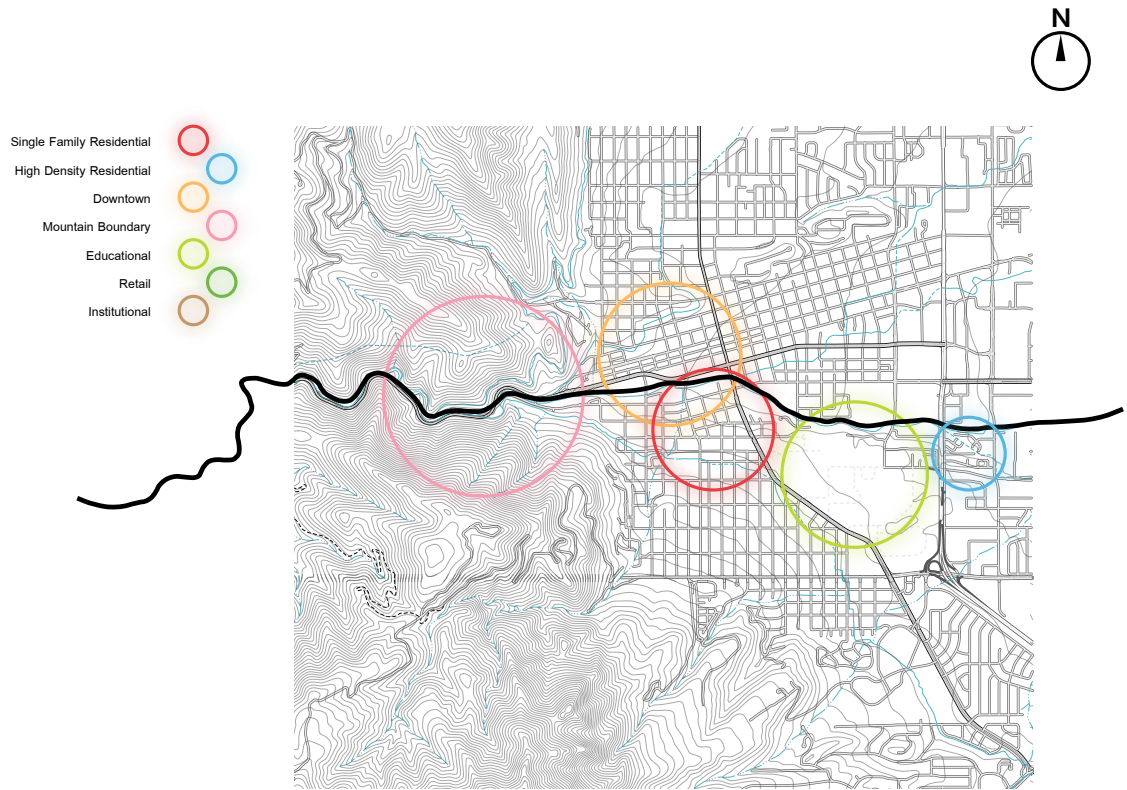 N
Single Family Residential
High Density Residential
Downtown
Mountain Boundary
Educational
Retail
Institutional